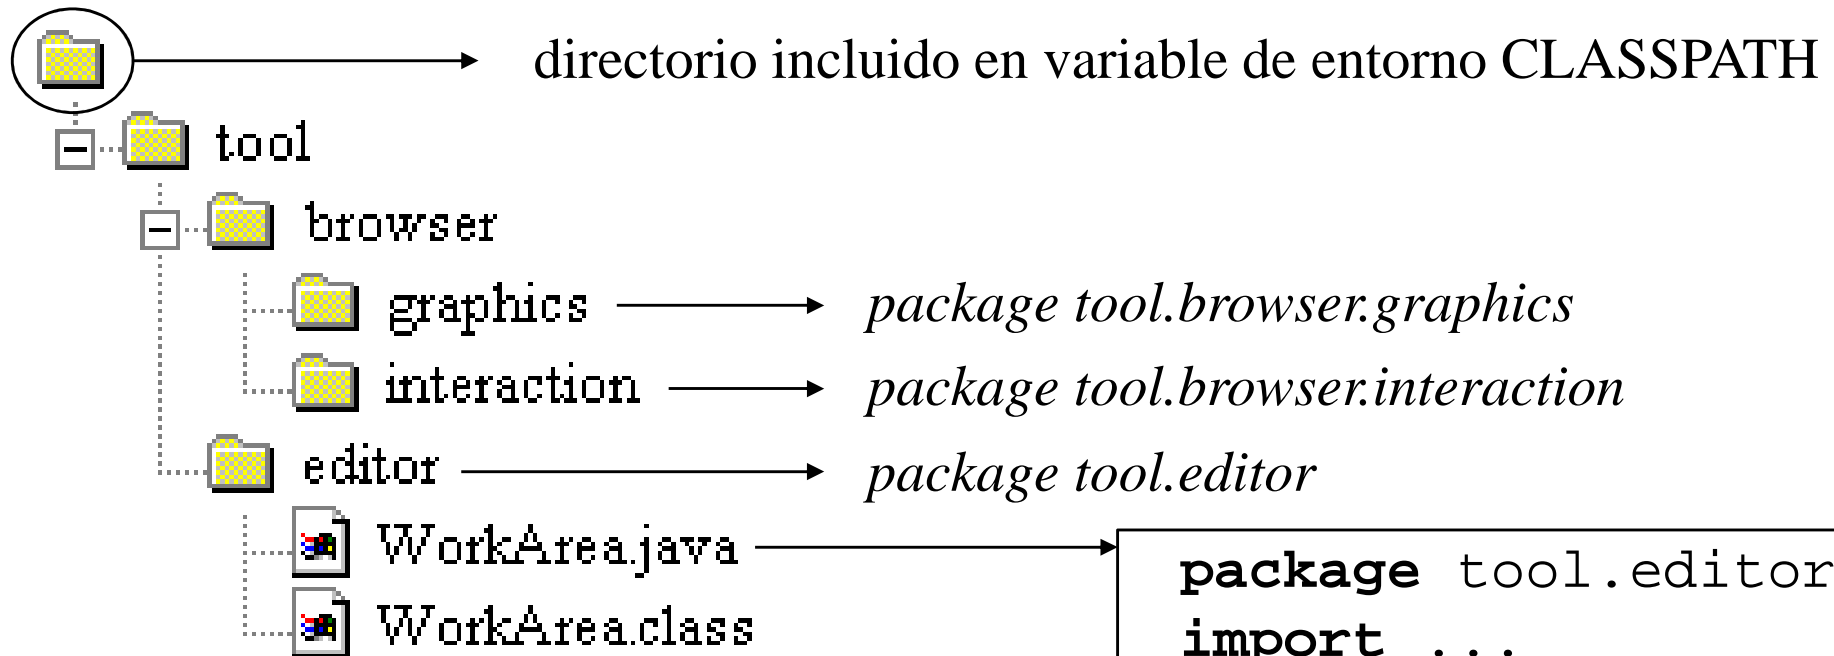 directorio incluido en variable de entorno CLASSPATH
tool
browser
graphics package tool.browser.graphics
interaction package tool.browser.interaction
editor package tool.editor
WorkArea.java package tool.editor
WorkArea.class import ...